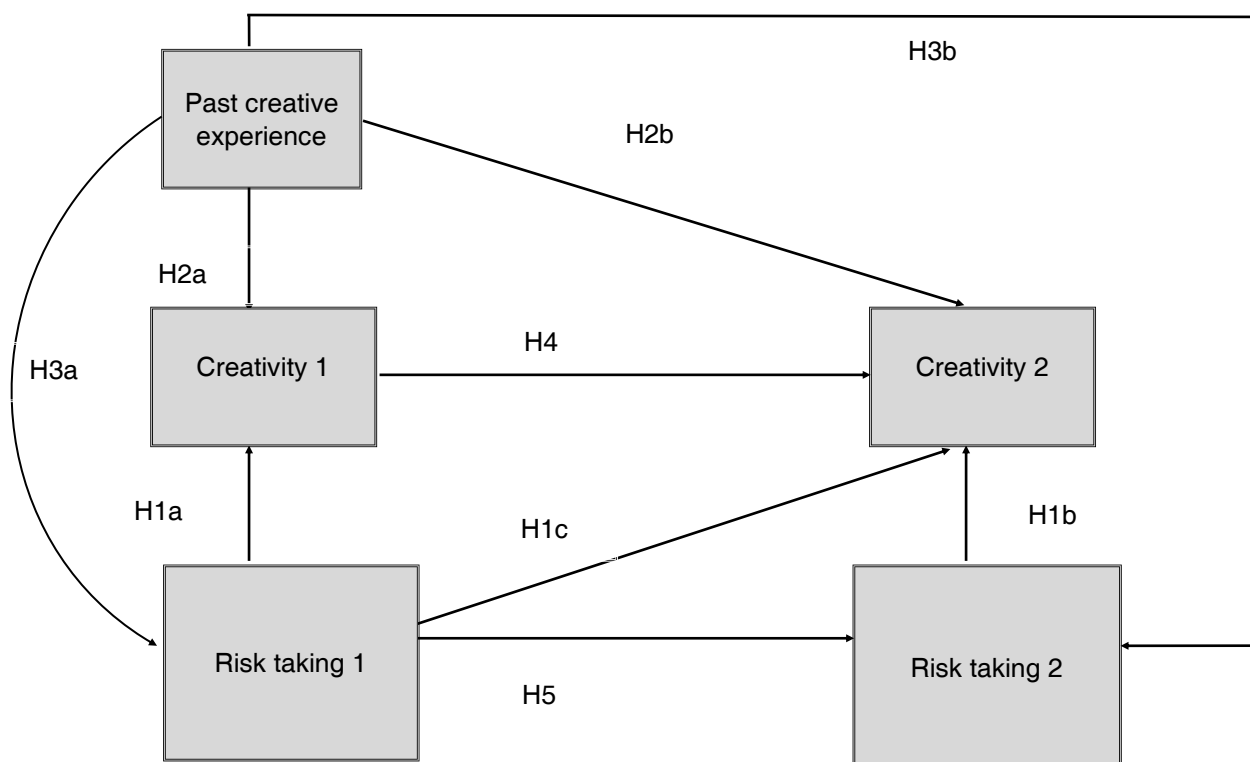 H3b
Past creative
experience
H2b
H2a
Creativity 1
H4
Creativity 2
H3a
H1a
H1c
H1b
Risk taking 1
Risk taking 2
H5